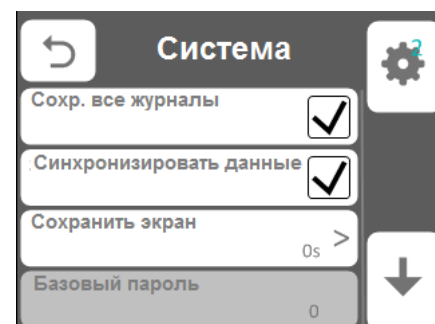 Система
2
Сохр. все журналы
Синхронизировать данные
Сохранить экран
0s >
Базовый пароль
0